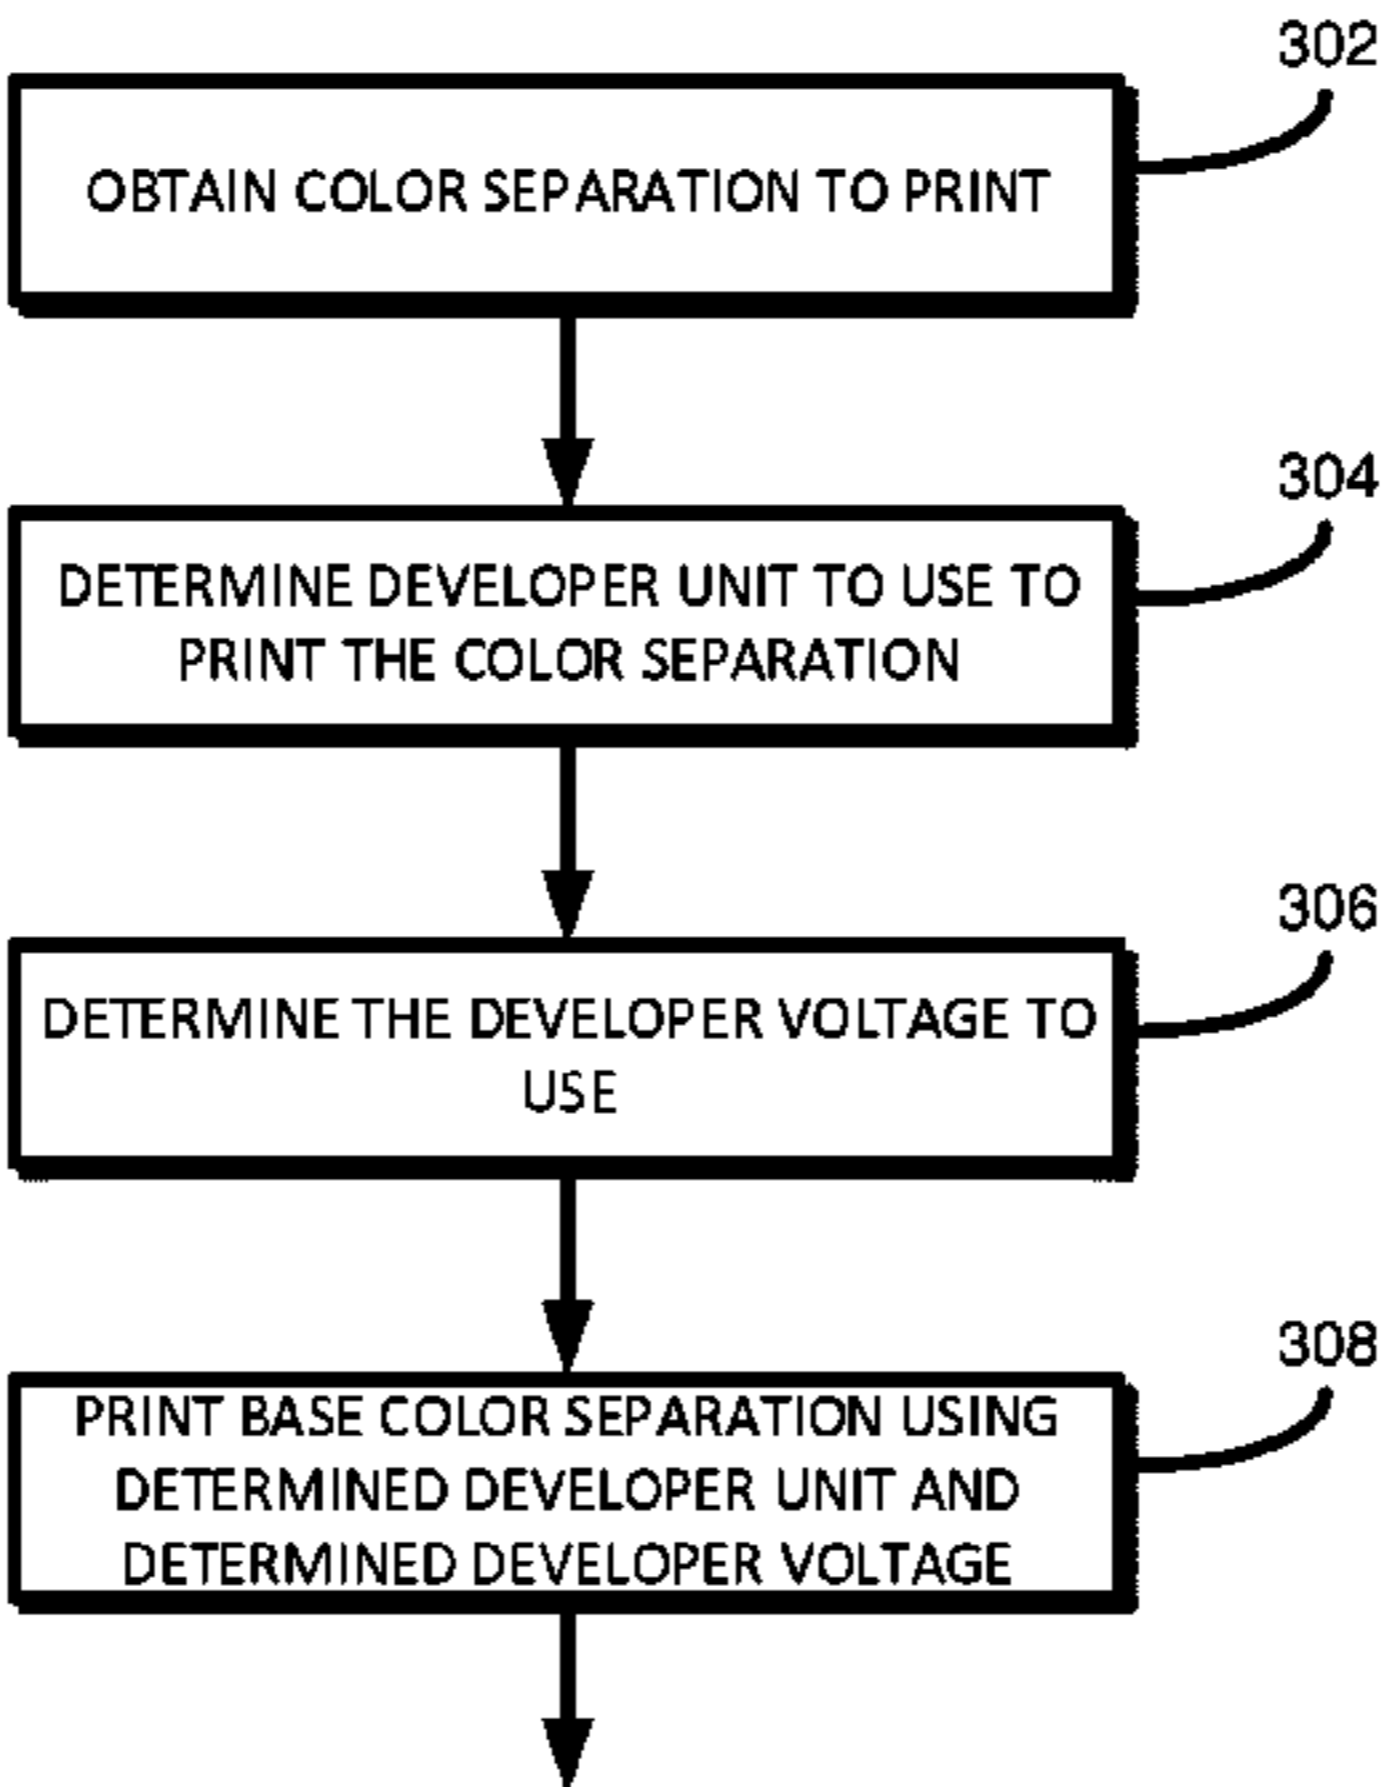 302
OBTAIN COLOR SEPARATION TO PRINT
304
DETERMINE DEVELOPER UNIT TO USE TO
PRINT THE COLOR SEPARATION
306
DETERMINE THE DEVELOPER VOLTAGE TO
USE
308
PRINT BASE COLOR SEPARATION USING
DETERMINED DEVELOPER UNIT AND
DETERMINED DEVELOPER VOLTAGE